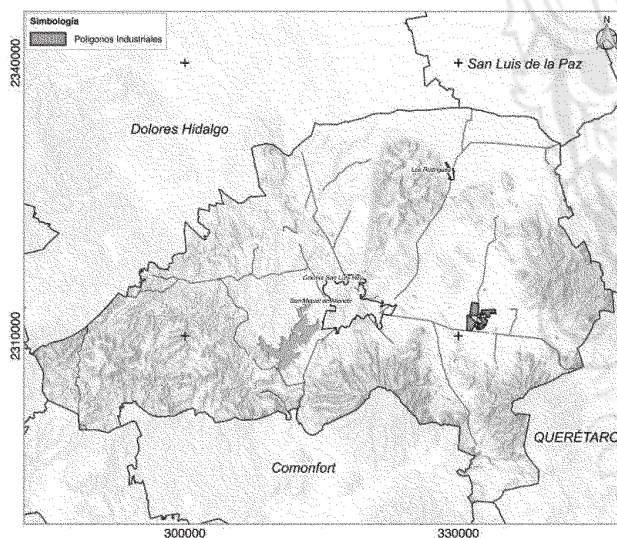 Simbología
Poligonos Industriales
N
2340000
San Luis de la Paz
Dolores Hidalgo
Los Rodríguez
Colonia San Luis Rey
San Miguel de Allende
2310000
QUERÉTARO
Comonfort
300000
330000